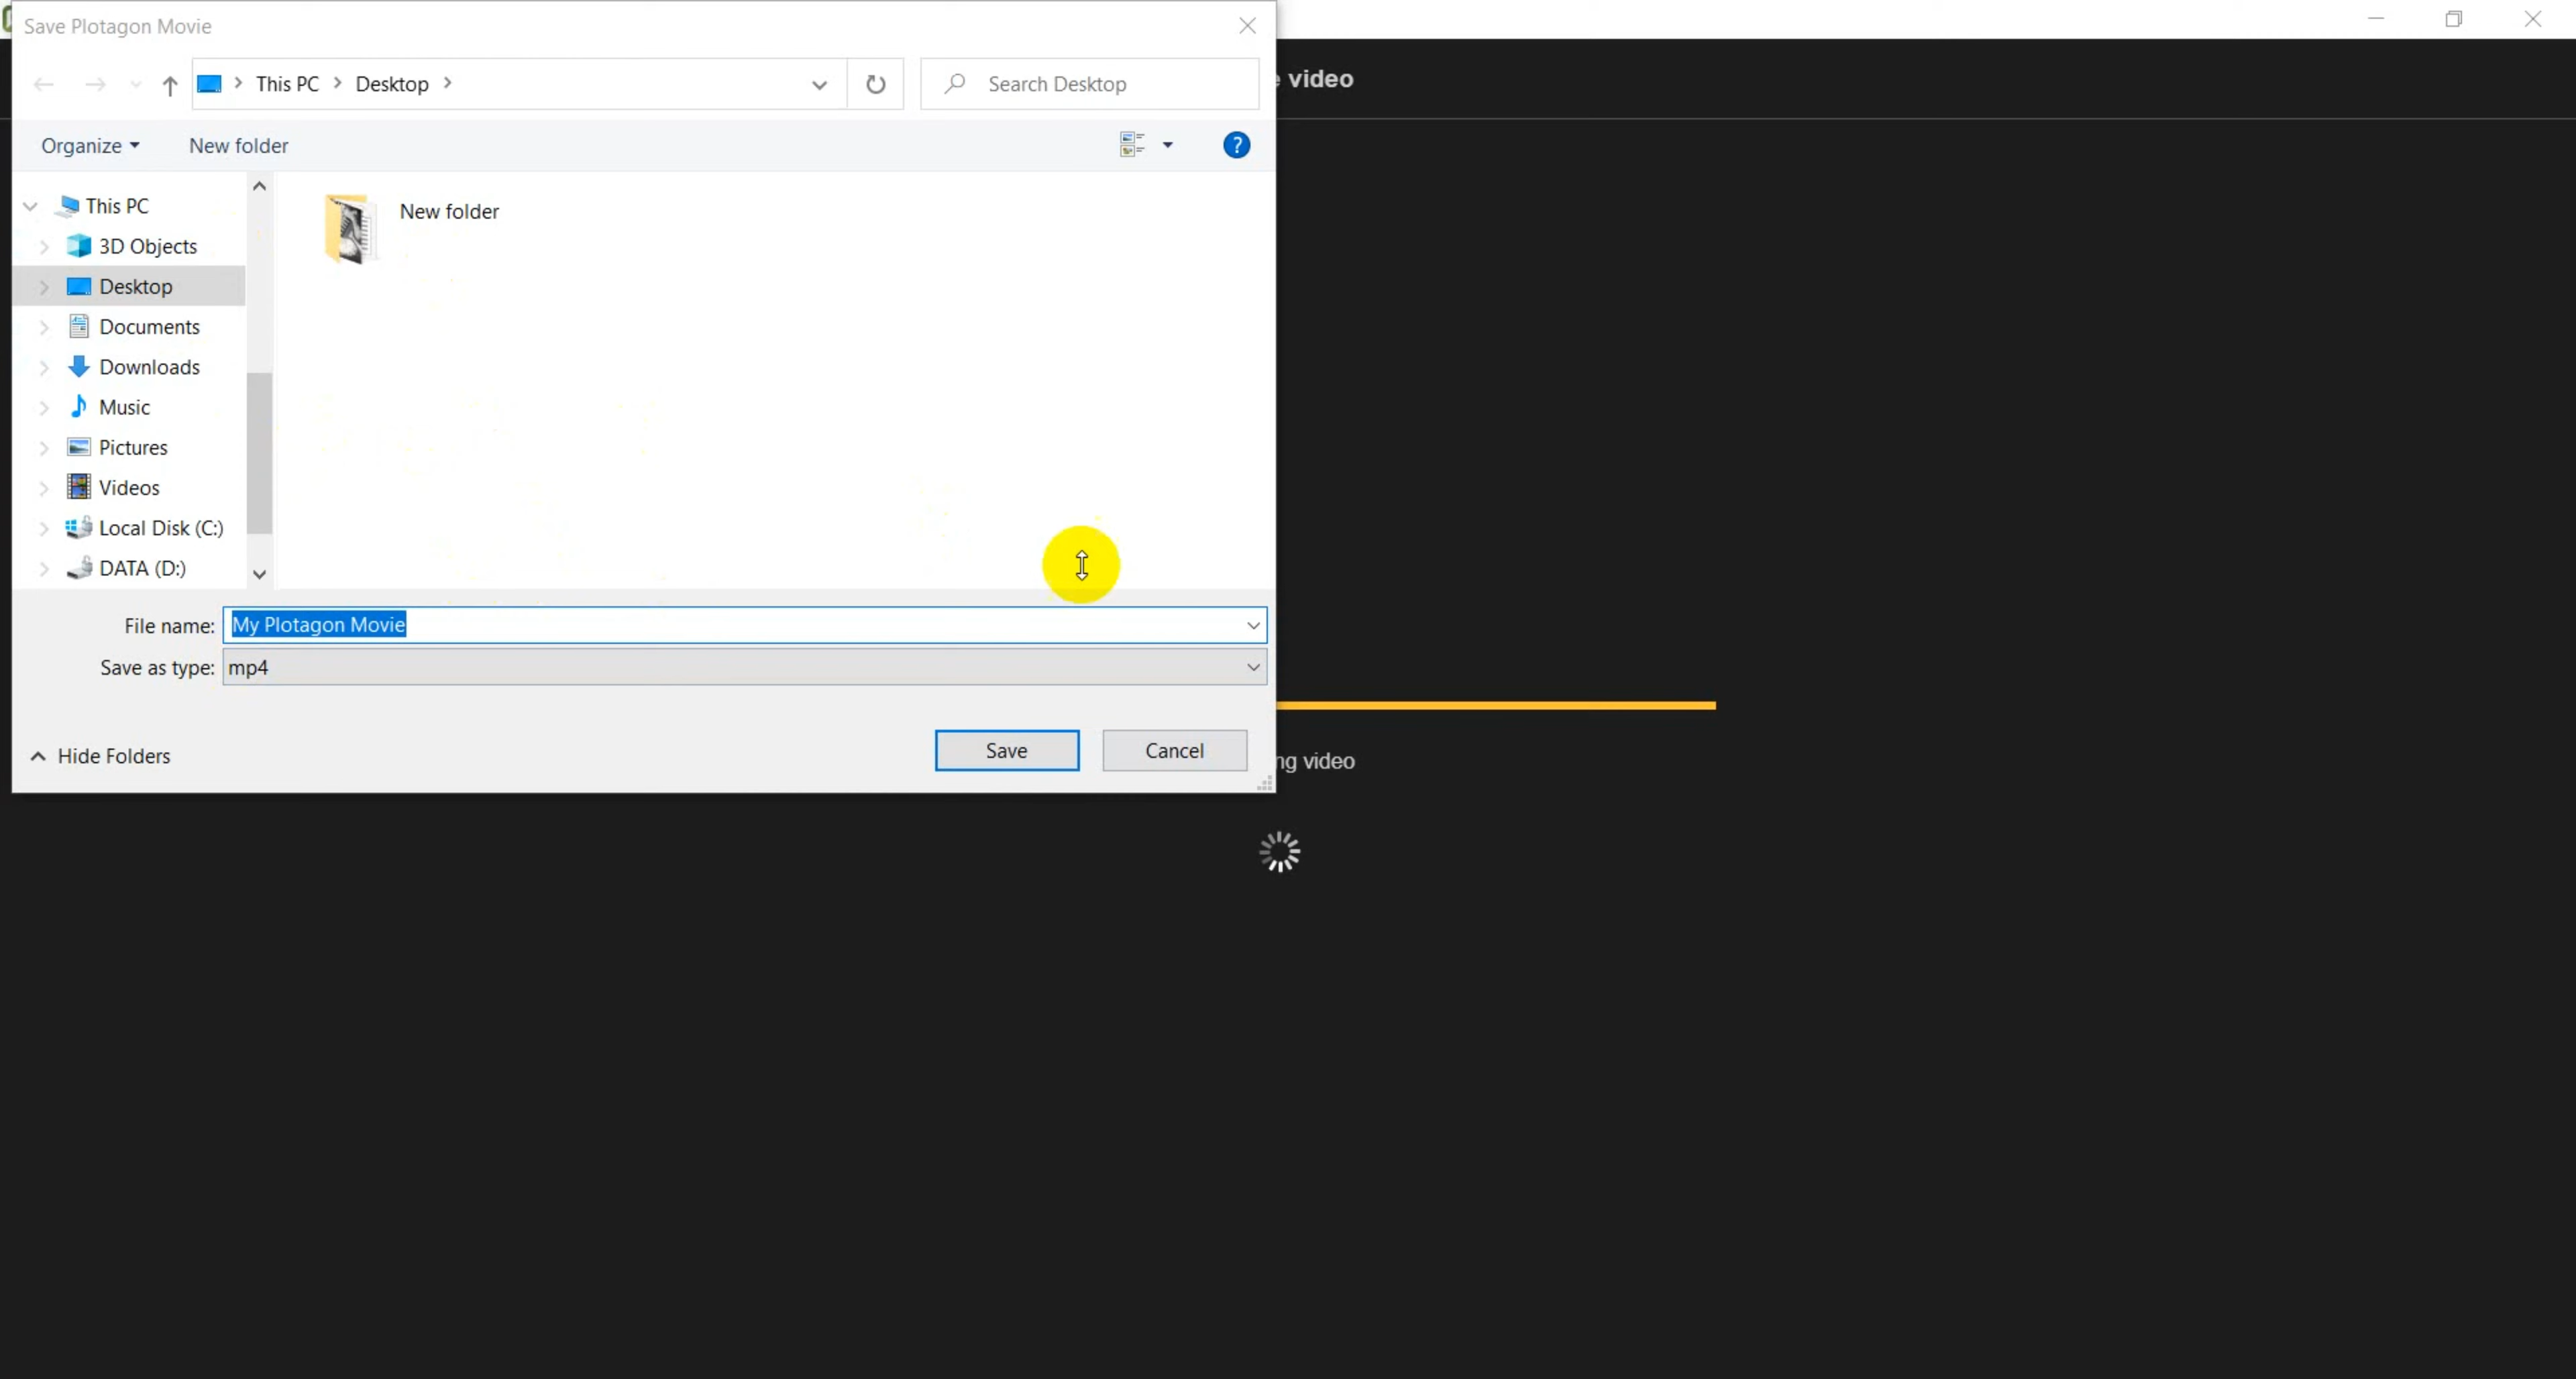 Save Plotagon Movie
This PC
Desktop
Search Desktop
video
Organize
New folder
This PC
3D Objects
Desktop
Documents
Downloads
Music
Pictures
Videos
Local Disk (C:)
DATA (D:)
New folder
File name: My Plotagon Movie
Save as type: mp4
Hide Folders
Save
Cancel
ng video